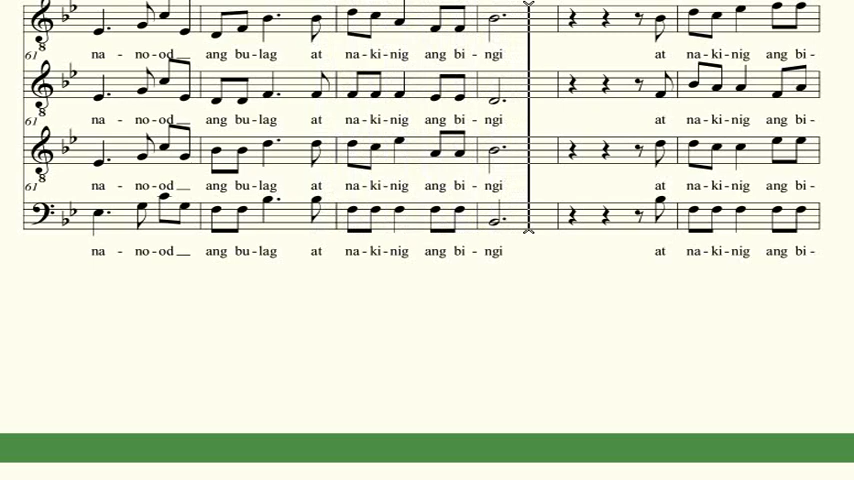 8
61 na - no-od__ ang bu-lag at na-ki-nig ang bi-ngi at na-ki-nig ang bi-
8
61 na - no-od__ ang bu-lag at na-ki-nig ang bi-ngi at na-ki-nig ang bi-
8
61 na - no-od__ ang bu-lag at na-ki-nig ang bi-ngi at na-ki-nig ang bi-
na - no-od__ ang bu-lag at na-ki-nig ang bi-ngi at na-ki-nig ang bi-